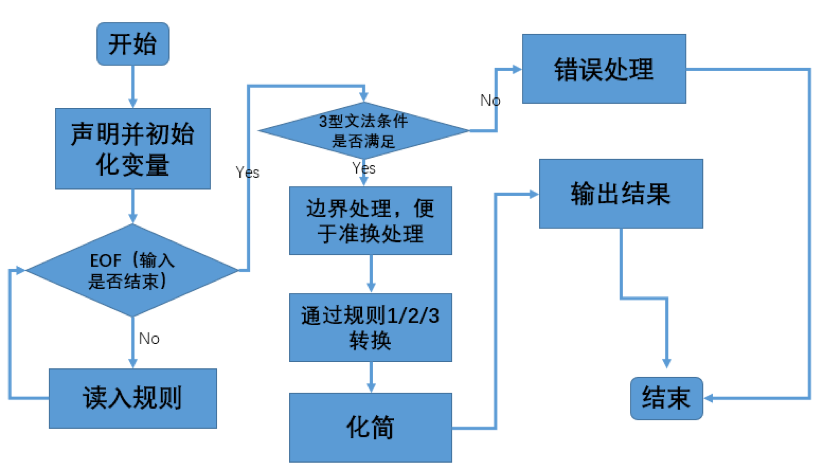 开始
声明并初始
化变量
EOF（输入
是否结束）
No
读入规则
Yes
3型文法条件
是否满足
No
Yes
边界处理，便
于准换处理
通过规则1/2/3
转换
化简
错误处理
输出结果
结束